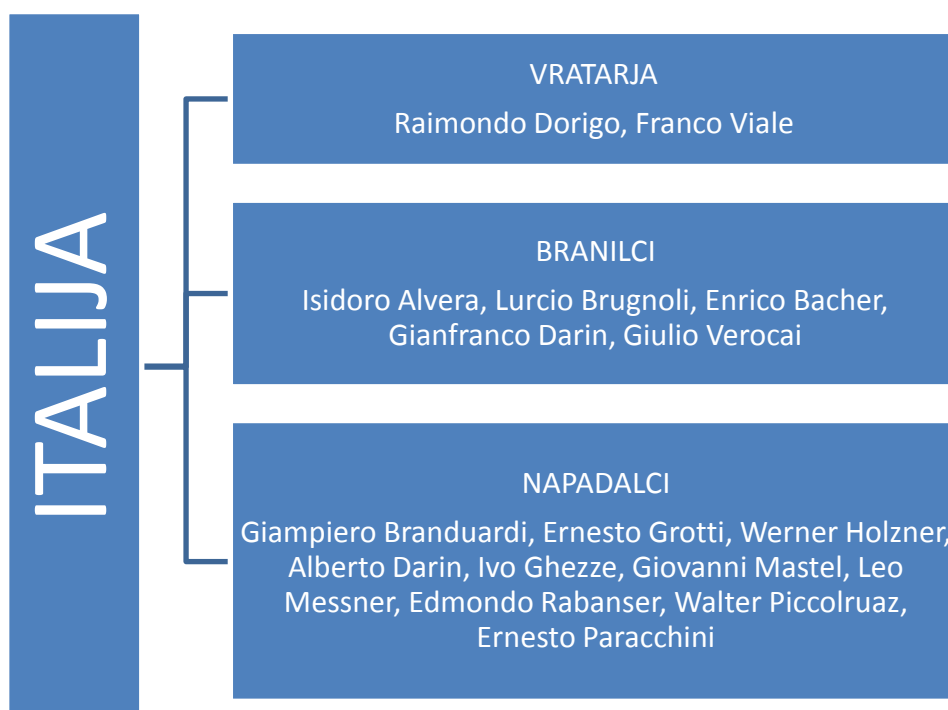 ITALIJA
VRATARJA
Raimondo Dorigo, Franco Viale
BRANILCI
Isidoro Alvera, Lurcio Brugnoli, Enrico Bacher,
Gianfranco Darin, Giulio Verocai
NAPADALCI
Giampiero Branduardi, Ernesto Grotti, Werner Holzner,
Alberto Darin, Ivo Ghezze, Giovanni Mastel, Leo
Messner, Edmondo Rabanser, Walter Piccolruaz,
Ernesto Paracchini